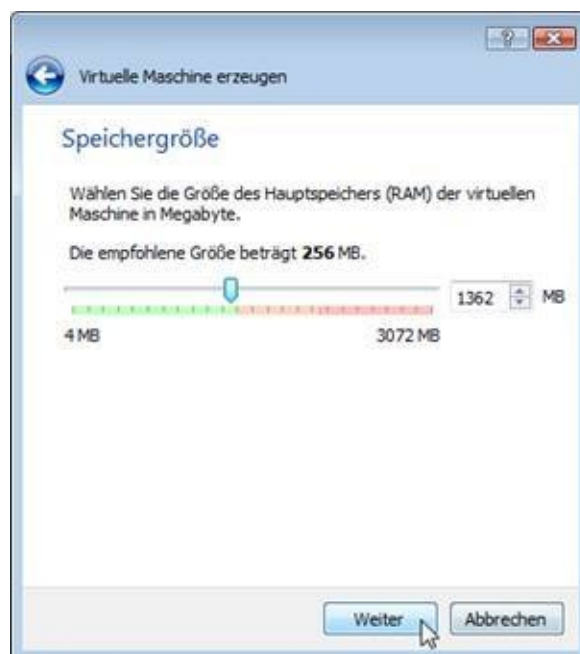 Virtuelle Maschine erzeugen
Speichergröße
Wählen Sie die Größe des Hauptspeichers (RAM) der virtuellen
Maschine in Megabyte.
Die empfohlene Größe beträgt 256 MB.
1362 MB
4 MB 3072 MB
Weiter Abbrechen